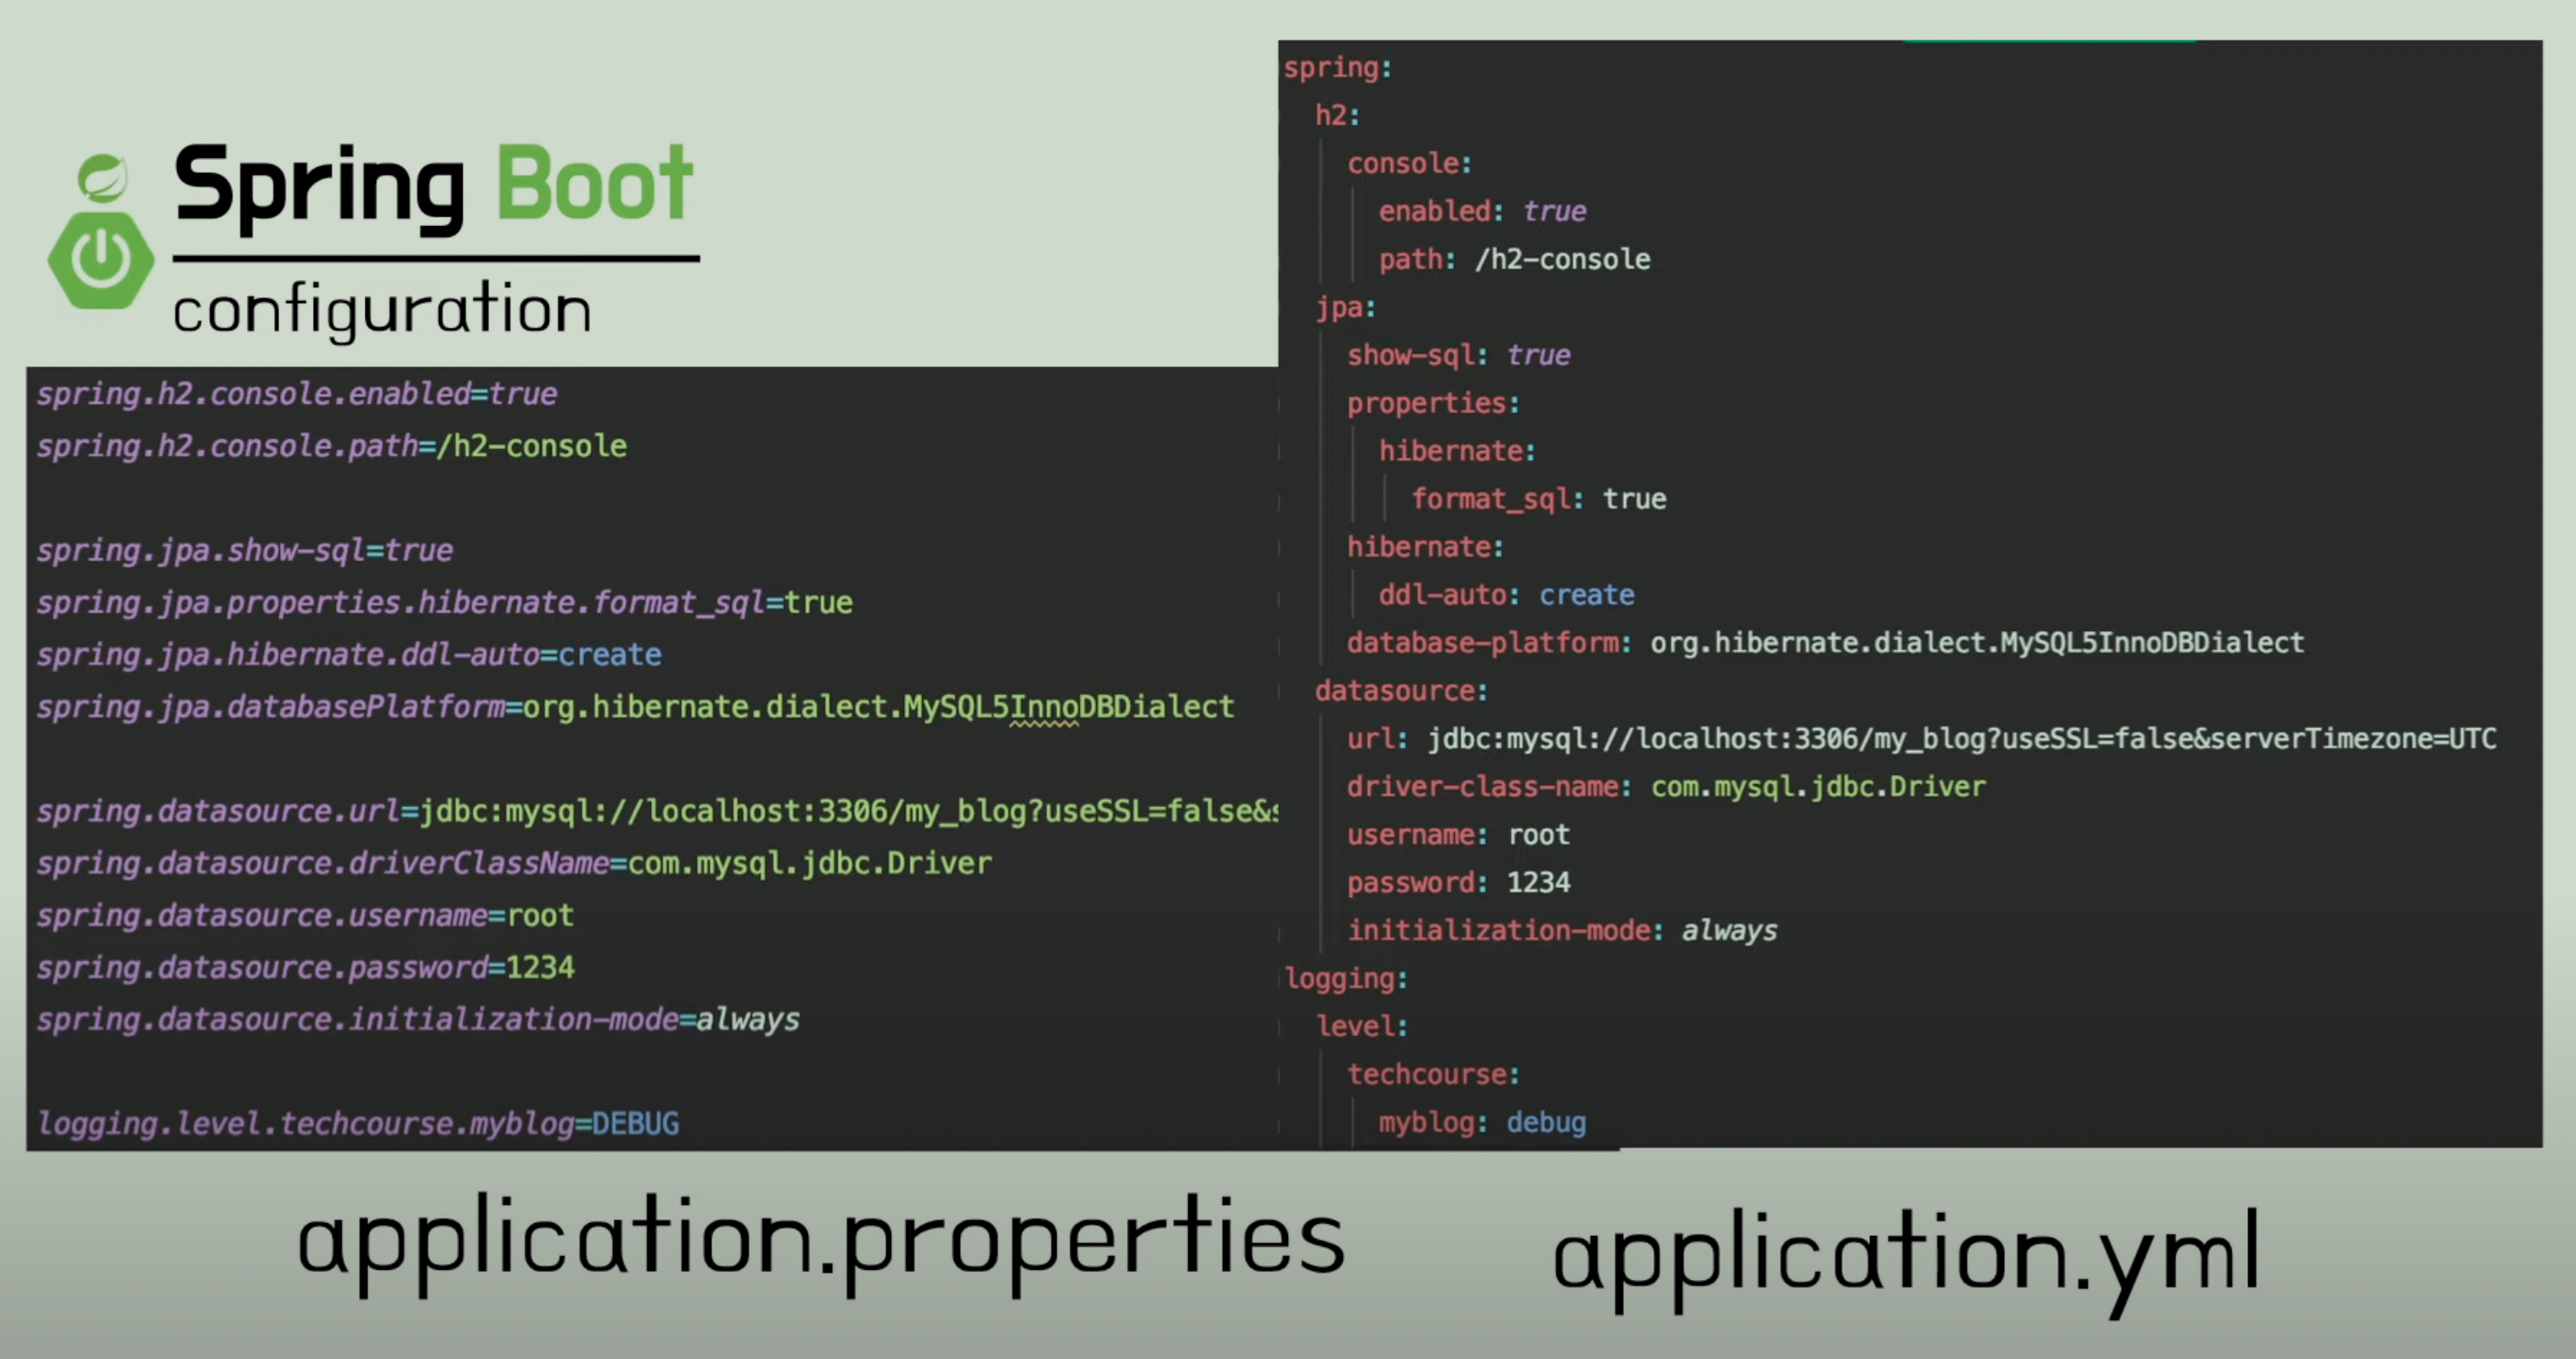 Spring Boot
configuration
spring.h2.console.enabled=true
spring.h2.console.path=/h2-console
spring.jpa.show-sql=true
spring.jpa.properties.hibernate.format_sql=true
spring.jpa.hibernate.ddl-auto=create
spring.jpa.databasePlatform=org.hibernate.dialect.MySQL5InnoDBDialect
spring.datasource.url=jdbc:mysql://localhost:3306/my_blog?useSSL=false&s
spring.datasource.driverClassName=com.mysql.jdbc.Driver
spring.datasource.username=root
spring.datasource.password=1234
spring.datasource.initialization-mode=always
logging.level.techcourse.myblog=DEBUG
application.properties
spring:
h2:
console:
enabled: true
path: /h2-console
jpa:
show-sql: true
properties:
hibernate:
format_sql: true
hibernate:
ddl-auto: create
database-platform: org.hibernate.dialect.MySQL5InnoDBDialect
datasource:
url: jdbc:mysql://localhost:3306/my_blog?useSSL=false&serverTimezone=UTC
driver-class-name: com.mysql.jdbc.Driver
username: root
password: 1234
initialization-mode: always
logging:
level:
techcourse:
myblog: debug
application.yml